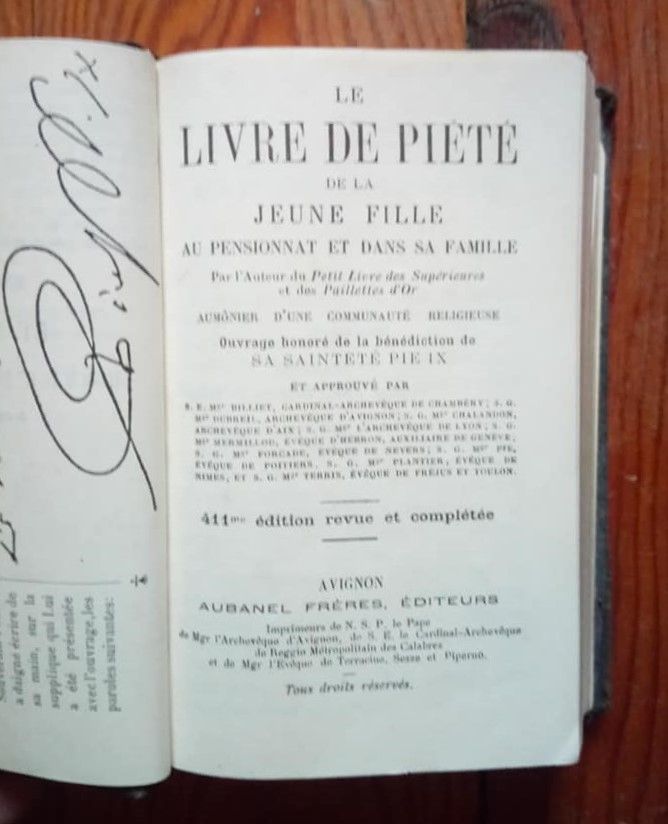 LE
LIVRE DE PIÉTÉ
DE LA
JEUNE FILLE
AU PENSIONNAT ET DANS SA FAMILLE
Par l'Auteur du Petit Livre des Supérieures
et des Paillettes d'Or
AUMÔNIER D'UNE COMMUNAUTÉ RELIGIEUSE
Ouvrage honoré de la bénédiction de
SA SAINTETÉ PIE IX
ET APPROUVÉ PAR
S. E. Mgr BILLIET, CARDINAL-ARCHEVÊQUE DE CHAMBÉRY; S. G.
Mgr DUBREIL, ARCHEVÊQUE D'AVIGNON; S. G. Mgr CHALANDON,
ARCHEVÊQUE D'AIX; S. G. Mgr L'ARCHEVÊQUE DE LYON; S. G.
Mgr MERMILLOD, ÉVÊQUE D'HÉBRON, AUXILIAIRE DE GENÈVE;
S. G. Mgr FORCADE, ÉVÊQUE DE NEVERS; S. G. Mgr PIE,
ÉVÊQUE DE POITIERS, S. G. Mgr PLANTIER, ÉVÊQUE DE
NIMES, ET S. G. Mgr TERRIS, ÉVÊQUE DE FRÉJUS ET TOULON.
411me édition revue et complétée
AVIGNON
AUBANEL FRÈRES, ÉDITEURS
Imprimeurs de N. S. P. le Pape
de Mgr l'Archevêque d'Avignon, de S. E. le Cardinal-Archevêque
de Reggio Métropolitain des Calabres
et de Mgr l'Evêque de Terracine, Sezze et Piperno.
Tous droits réservés.
a daigné écrire de
sa main, sur la
supplique qui Lui
a été présentée
avec l'ouvrage, les
paroles suivantes: